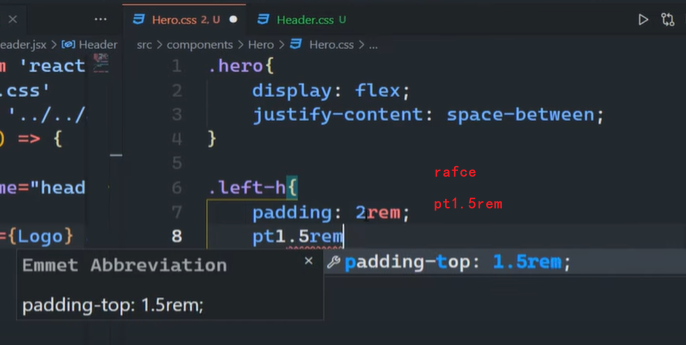 Hero.css 2, U
Header.css U
eader.jsx > Header
src > components > Hero > Hero.css > ...
m 'react
.css'
'../../
) => {
me="head
={Logo}
1 .hero{
2 display: flex;
3 justify-content: space-between;
4 }
5
6 .left-h{
7 padding: 2rem;
8 pt1.5rem
rafce
pt1.5rem
Emmet Abbreviation
padding-top: 1.5rem;
padding-top: 1.5rem;